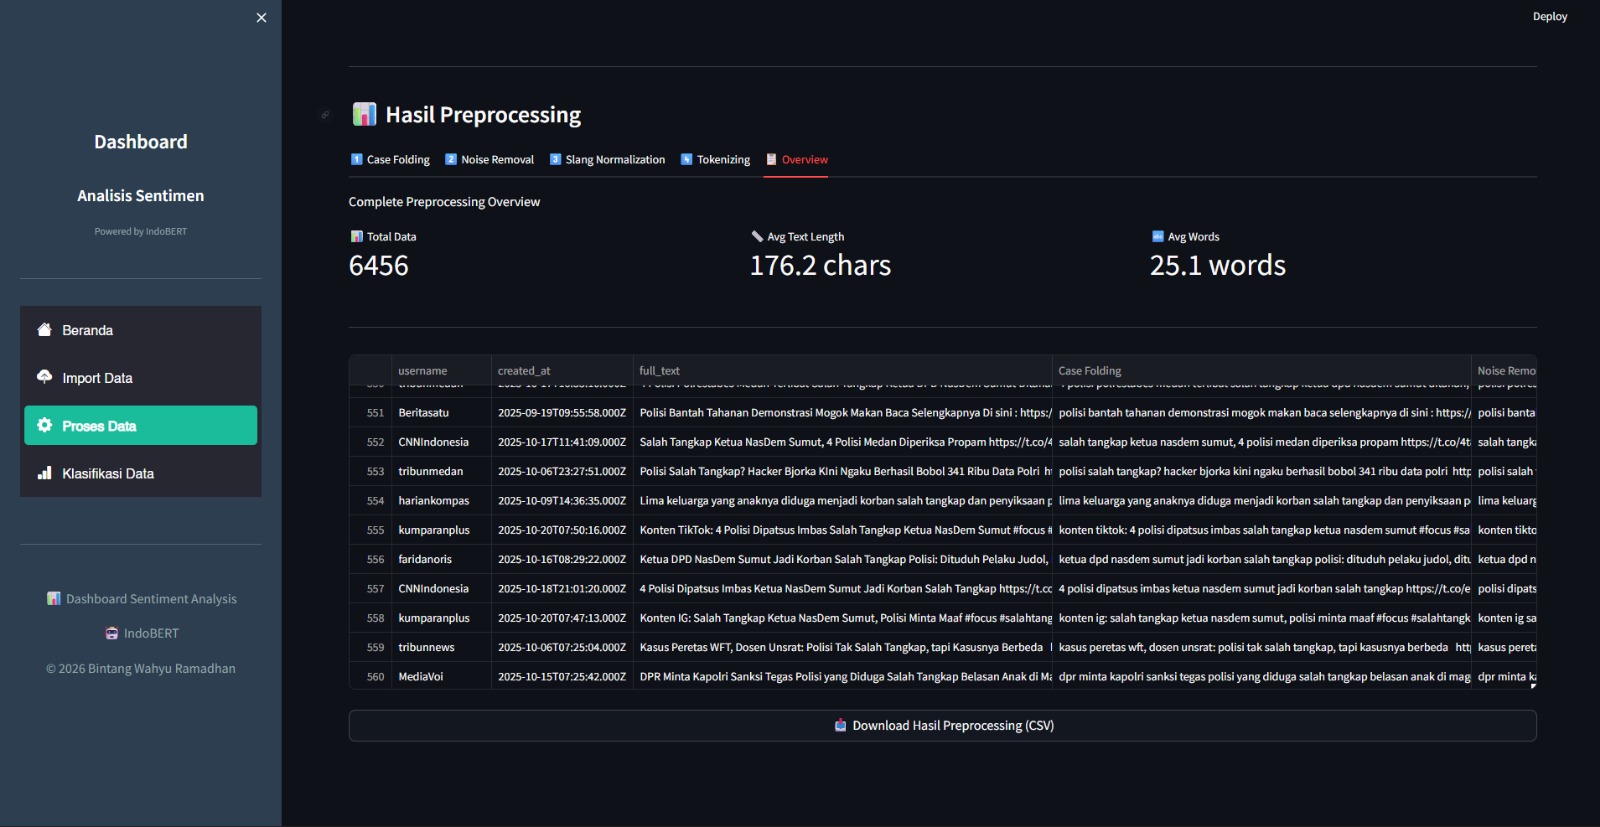 Deploy
Dashboard
Analisis Sentimen
Powered by IndoBERT
Beranda
Import Data
Proses Data
Klasifikasi Data
Dashboard Sentiment Analysis
IndoBERT
© 2026 Bintang Wahyu Ramadhan
Hasil Preprocessing
1 Case Folding 2 Noise Removal 3 Slang Normalization 4 Tokenizing Overview
Complete Preprocessing Overview
Total Data Avg Text Length Avg Words
6456 176.2 chars 25.1 words
username created_at full_text Case Folding Noise Remo
551 Beritasatu 2025-09-19T09:55:58.000Z Polisi Bantah Tahanan Demonstrasi Mogok Makan Baca Selengkapnya Di sini : https:/ polisi bantah tahanan demonstrasi mogok makan baca selengkapnya di sini : https:/ polisi banta
552 CNNIndonesia 2025-10-17T11:41:09.000Z Salah Tangkap Ketua NasDem Sumut, 4 Polisi Medan Diperiksa Propam https://t.co/4 salah tangkap ketua nasdem sumut, 4 polisi medan diperiksa propam https://t.co/4t salah tangk
553 tribunmedan 2025-10-06T23:27:51.000Z Polisi Salah Tangkap? Hacker Bjorka KIni Ngaku Berhasil Bobol 341 Ribu Data Polri ht polisi salah tangkap? hacker bjorka kini ngaku berhasil bobol 341 ribu data polri http polisi salah
554 hariankompas 2025-10-09T14:36:35.000Z Lima keluarga yang anaknya diduga menjadi korban salah tangkap dan penyiksaan p lima keluarga yang anaknya diduga menjadi korban salah tangkap dan penyiksaan p lima keluarg
555 kumparanplus 2025-10-20T07:50:16.000Z Konten TikTok: 4 Polisi Dipatsus Imbas Salah Tangkap Ketua NasDem Sumut #focus # konten tiktok: 4 polisi dipatsus imbas salah tangkap ketua nasdem sumut #focus #sa konten tikto
556 faridanoris 2025-10-16T08:29:22.000Z Ketua DPD NasDem Sumut Jadi Korban Salah Tangkap Polisi: Dituduh Pelaku Judol, ketua dpd nasdem sumut jadi korban salah tangkap polisi: dituduh pelaku judol, ditu ketua dpd n
557 CNNIndonesia 2025-10-18T21:01:20.000Z 4 Polisi Dipatsus Imbas Ketua NasDem Sumut Jadi Korban Salah Tangkap https://t.co 4 polisi dipatsus imbas ketua nasdem sumut jadi korban salah tangkap https://t.co/e polisi dipats
558 kumparanplus 2025-10-20T07:47:13.000Z Konten IG: Salah Tangkap Ketua NasDem Sumut, Polisi Minta Maaf #focus #salahtang konten ig: salah tangkap ketua nasdem sumut, polisi minta maaf #focus #salahtangk konten ig sa
559 tribunnews 2025-10-06T07:25:04.000Z Kasus Peretas WFT, Dosen Unsrat: Polisi Tak Salah Tangkap, tapi Kasusnya Berbeda kasus peretas wft, dosen unsrat: polisi tak salah tangkap, tapi kasusnya berbeda htt kasus pereta
560 MediaVoi 2025-10-15T07:25:42.000Z DPR Minta Kapolri Sanksi Tegas Polisi yang Diduga Salah Tangkap Belasan Anak di Ma dpr minta kapolri sanksi tegas polisi yang diduga salah tangkap belasan anak di mag dpr minta k
Download Hasil Preprocessing (CSV)